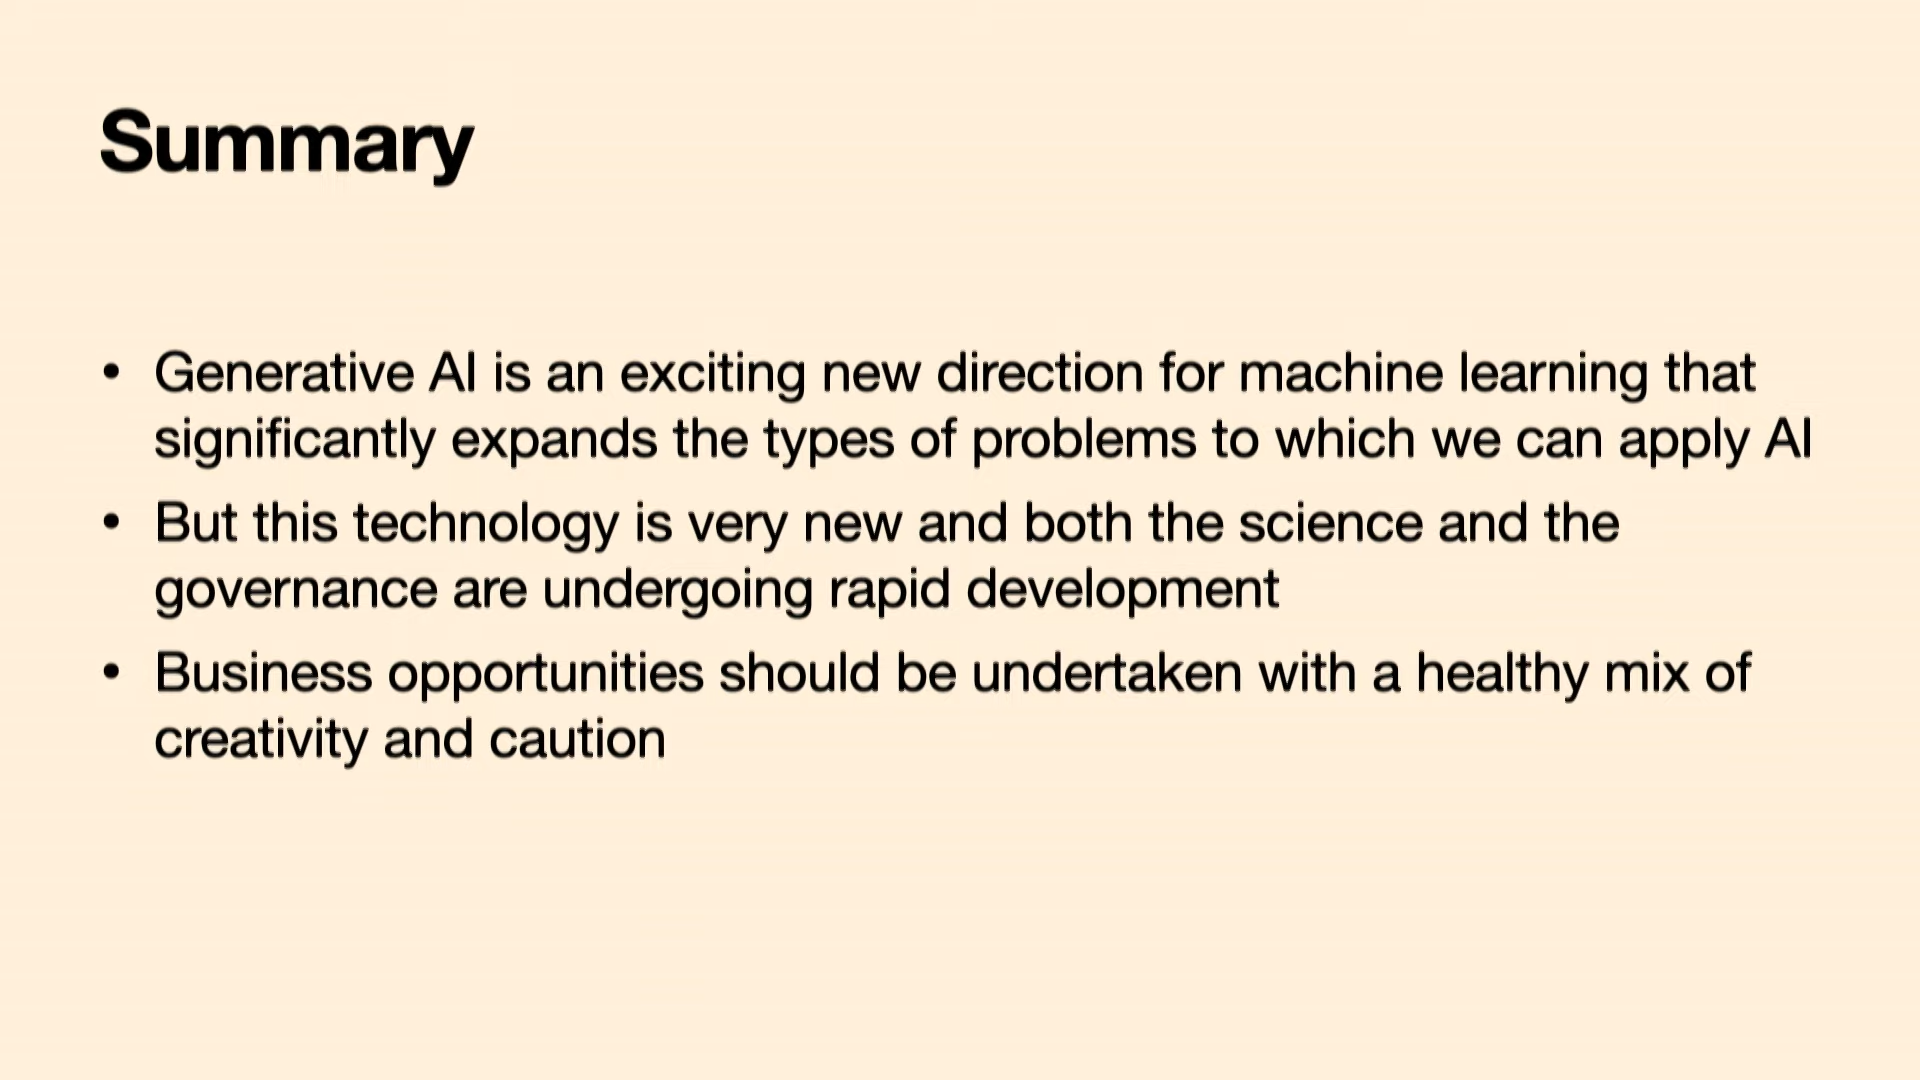 Summary
• Generative AI is an exciting new direction for machine learning that
significantly expands the types of problems to which we can apply AI
• But this technology is very new and both the science and the
governance are undergoing rapid development
• Business opportunities should be undertaken with a healthy mix of
creativity and caution